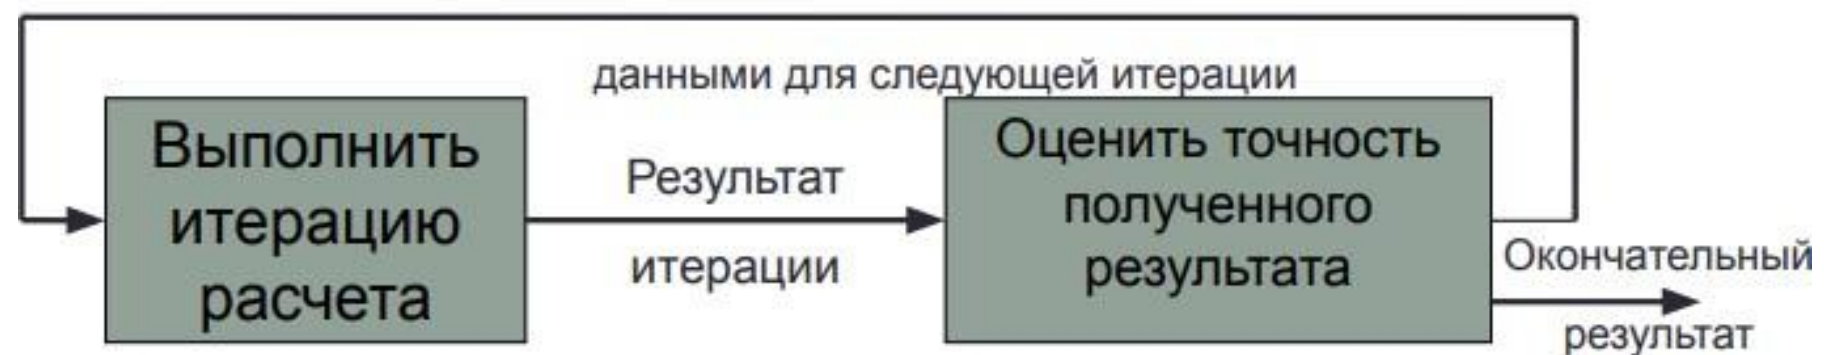 данными для следующей итерации
Выполнить
итерацию
расчета
Результат
итерации
Оценить точность
полученного
результата
Окончательный
результат